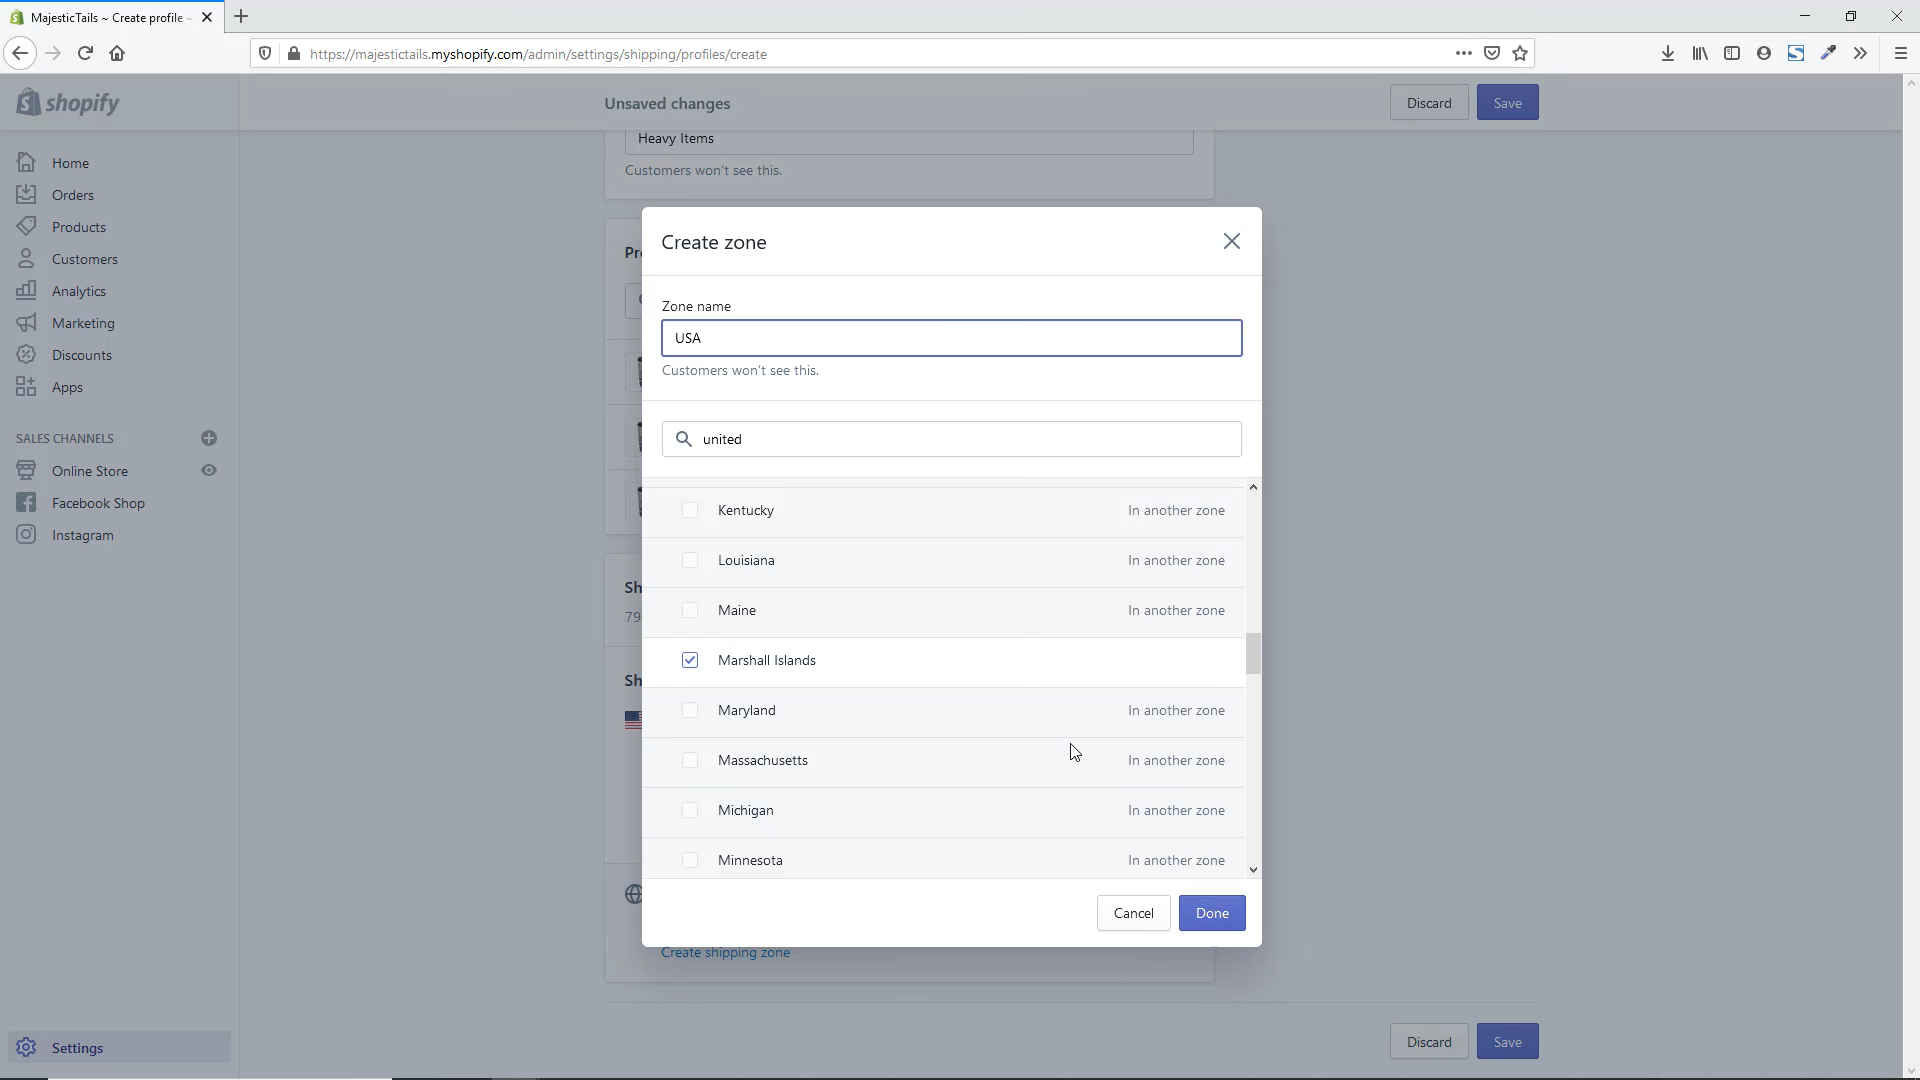 MajesticTails ~ Create profile ~
https://majestictails.myshopify.com/admin/settings/shipping/profiles/create
shopify
Unsaved changes
Discard
Save
Home
Orders
Products
Customers
Analytics
Marketing
Discounts
Apps
SALES CHANNELS
Online Store
Facebook Shop
Instagram
Settings
Heavy Items
Customers won't see this.
Pr
Sh
79
Sh
Create zone
Zone name
USA
Customers won't see this.
united
Kentucky In another zone
Louisiana In another zone
Maine In another zone
Marshall Islands
Maryland In another zone
Massachusetts In another zone
Michigan In another zone
Minnesota In another zone
Cancel
Done
Create shipping zone
Discard
Save